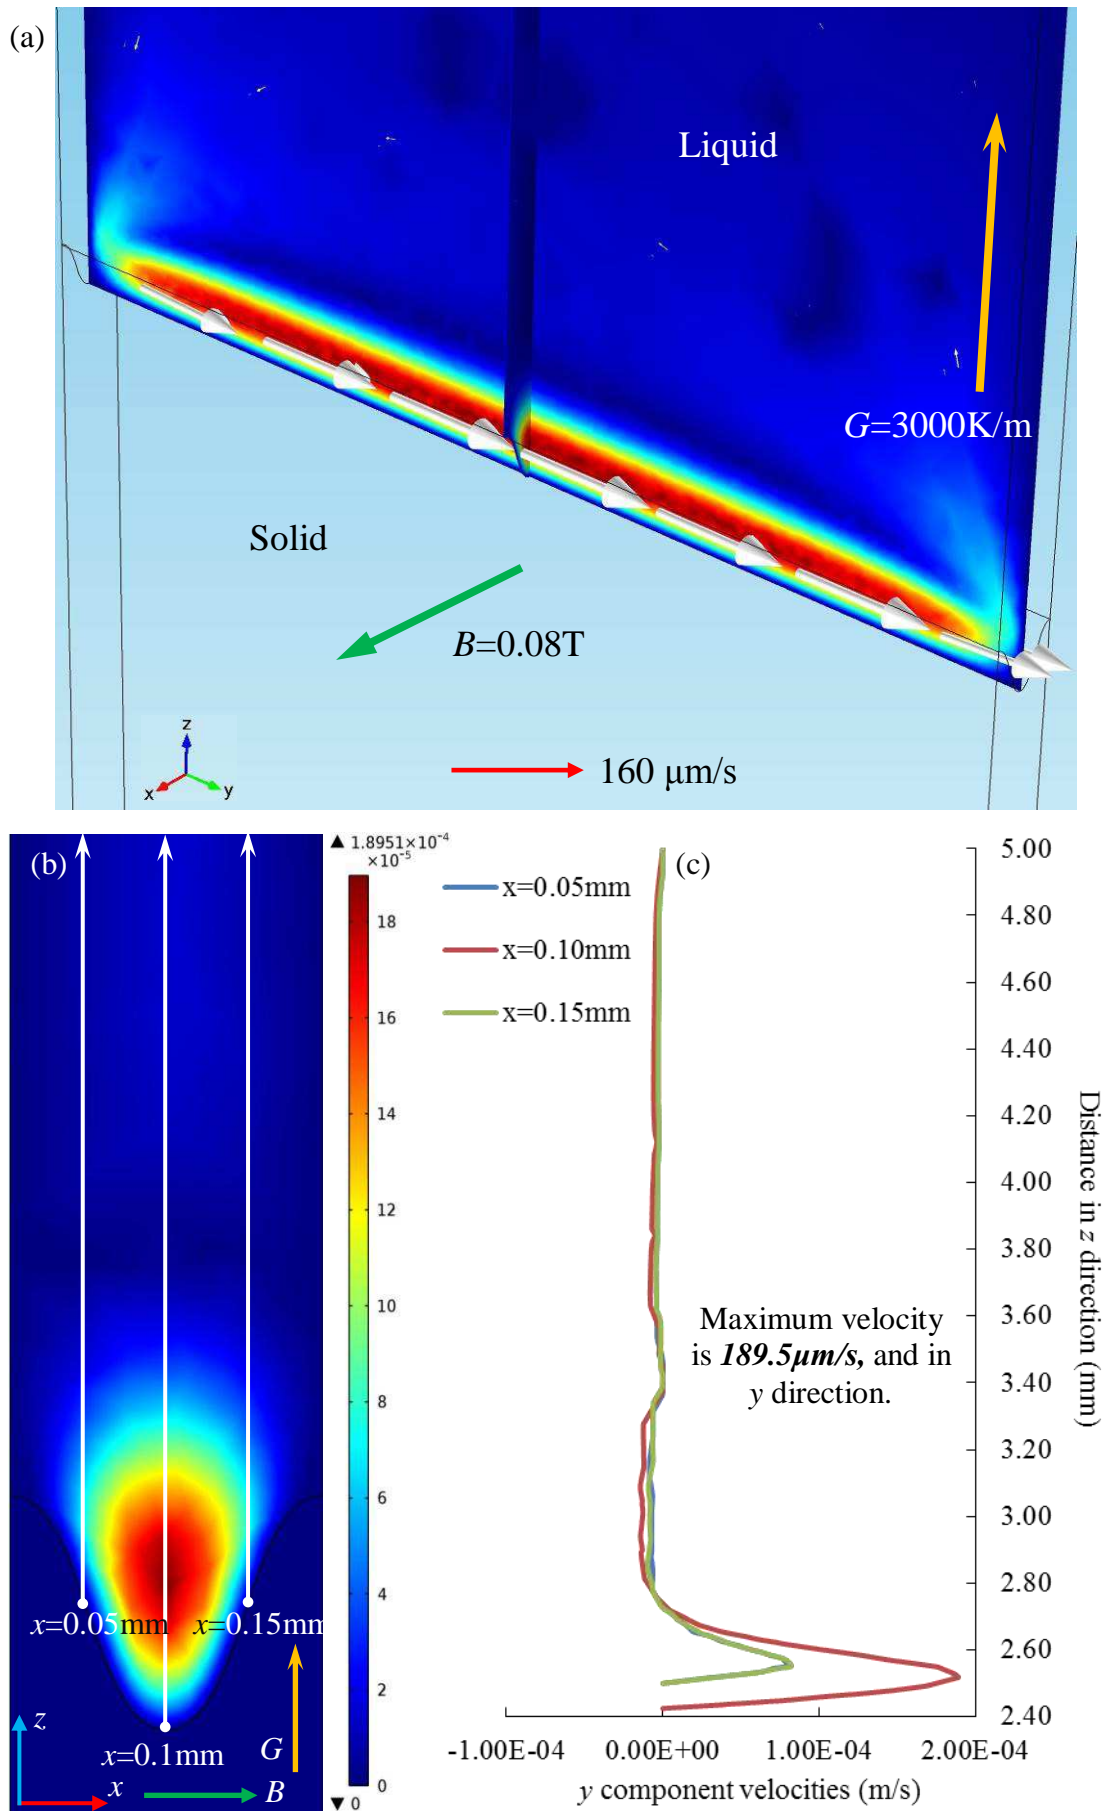 (a)
Liquid
G=3000K/m
Solid
B=0.08T
z
x
y
160 μm/s
(b)
x=0.05mm
x=0.15mm
x=0.1mm
z
x
G
B
▲ 1.8951×10⁻⁴
×10⁻⁵
18
16
14
12
10
8
6
4
2
0
▼ 0
(c)
x=0.05mm
x=0.10mm
x=0.15mm
Maximum velocity
is 189.5μm/s, and in
y direction.
5.00
4.80
4.60
4.40
4.20
4.00
3.80
3.60
3.40
3.20
3.00
2.80
2.60
2.40
Distance in z direction (mm)
-1.00E-04 0.00E+00 1.00E-04 2.00E-04
y component velocities (m/s)